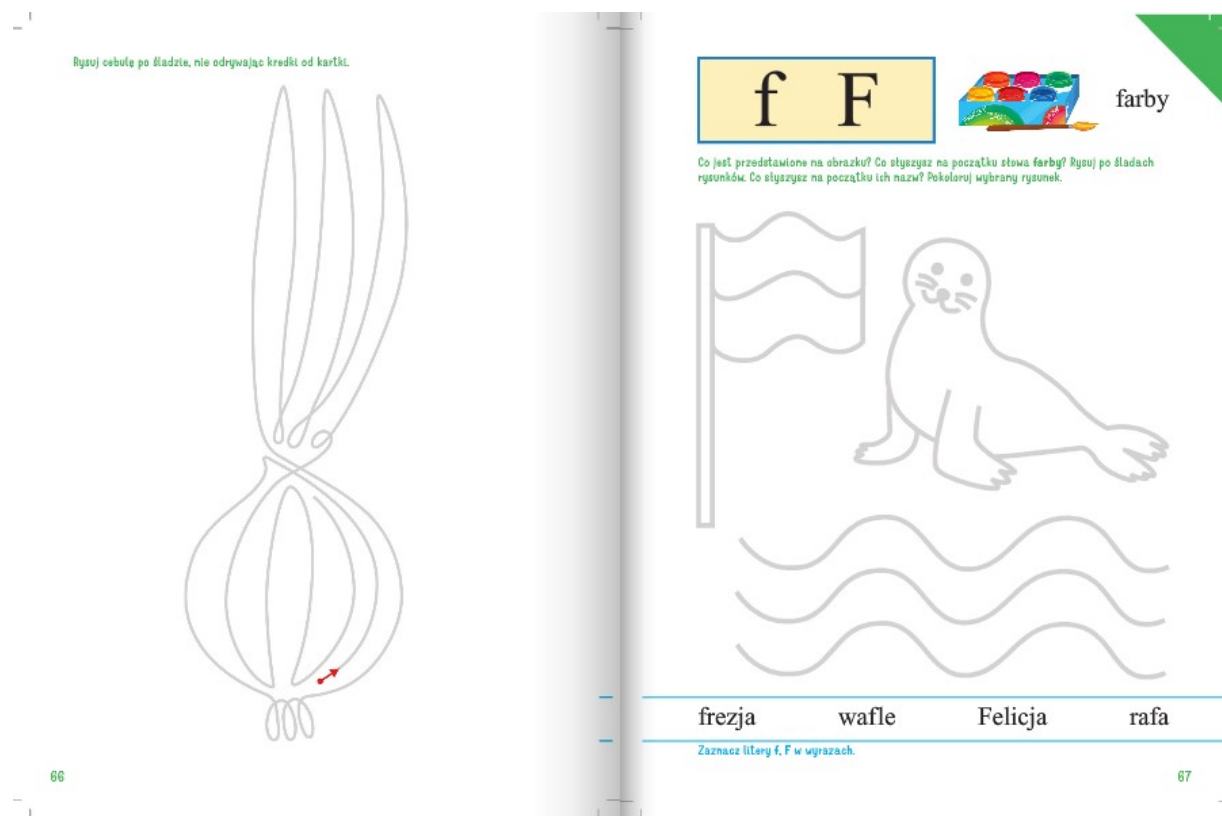 Rysuj cebulę po śladzie, nie odrywając kredki od kartki.
66
f F
farby
Co jest przedstawione na obrazku? Co słyszysz na początku słowa farby? Rysuj po śladach
rysunków. Co słyszysz na początku ich nazw? Pokoloruj wybrany rysunek.
frezja wafle Felicja rafa
Zaznacz litery f, F w wyrazach.
67